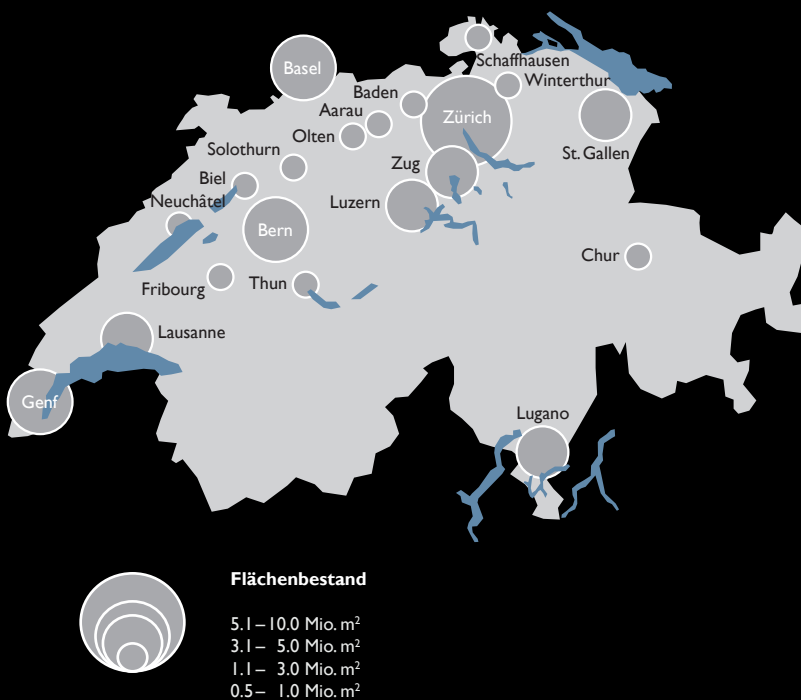 Schaffhausen
Basel
Winterthur
Baden
Aarau
Zürich
Olten
Solothurn
St. Gallen
Zug
Biel
Neuchâtel
Luzern
Bern
Chur
Fribourg
Thun
Lausanne
Genf
Lugano
Flächenbestand
5.1–10.0 Mio. m²
3.1– 5.0 Mio. m²
1.1– 3.0 Mio. m²
0.5– 1.0 Mio. m²